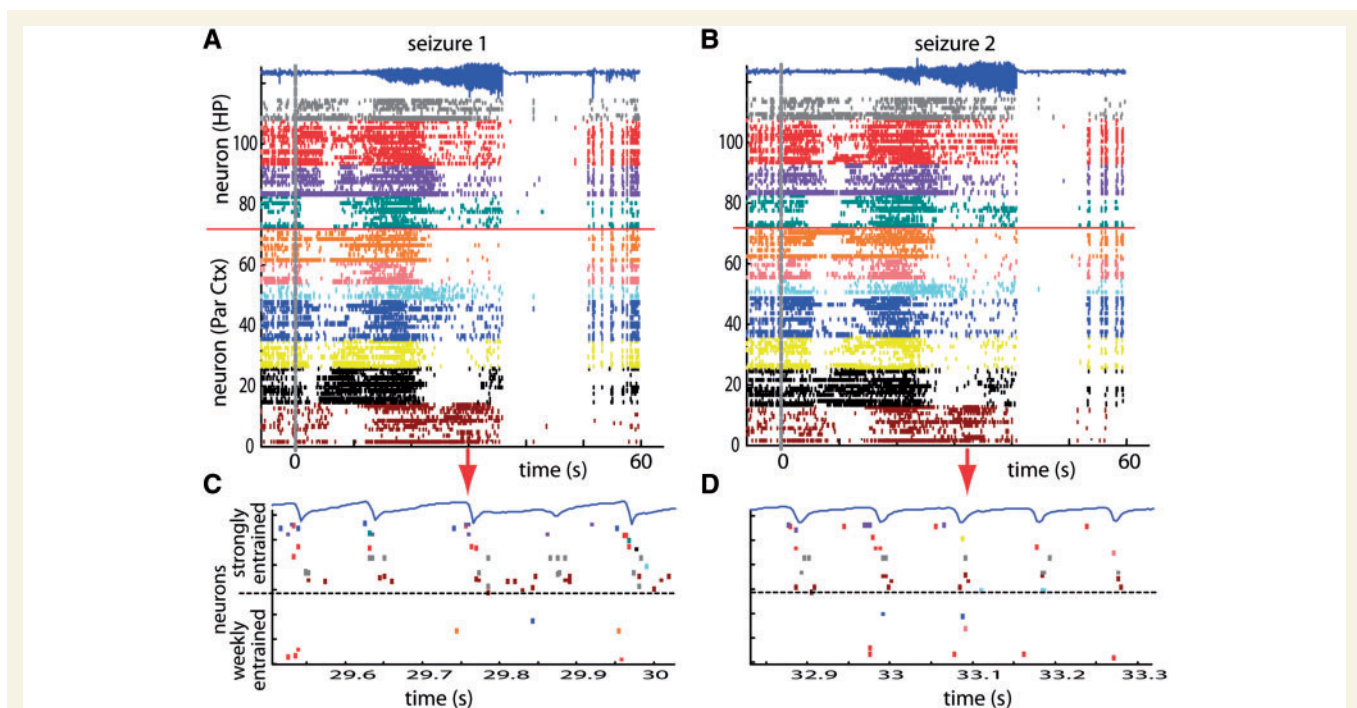 A
seizure 1
B
seizure 2
neuron (HP)
100
80
neuron (Par Ctx)
60
40
20
0
0
time (s)
60
100
80
60
40
20
0
0
time (s)
60
C
D
neurons
strongly
entrained
weekly
entrained
29.6
29.7
29.8
29.9
30
time (s)
32.9
33
33.1
33.2
33.3
time (s)